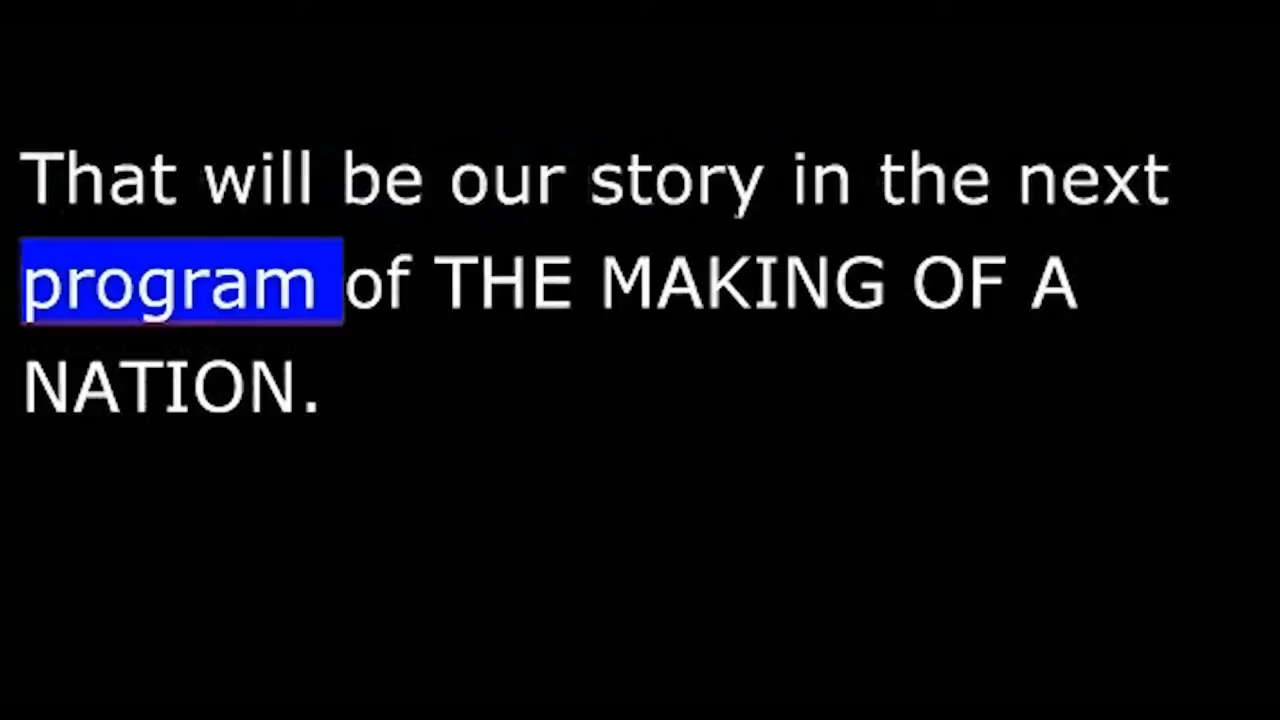 That will be our story in the next
program of THE MAKING OF A
NATION.